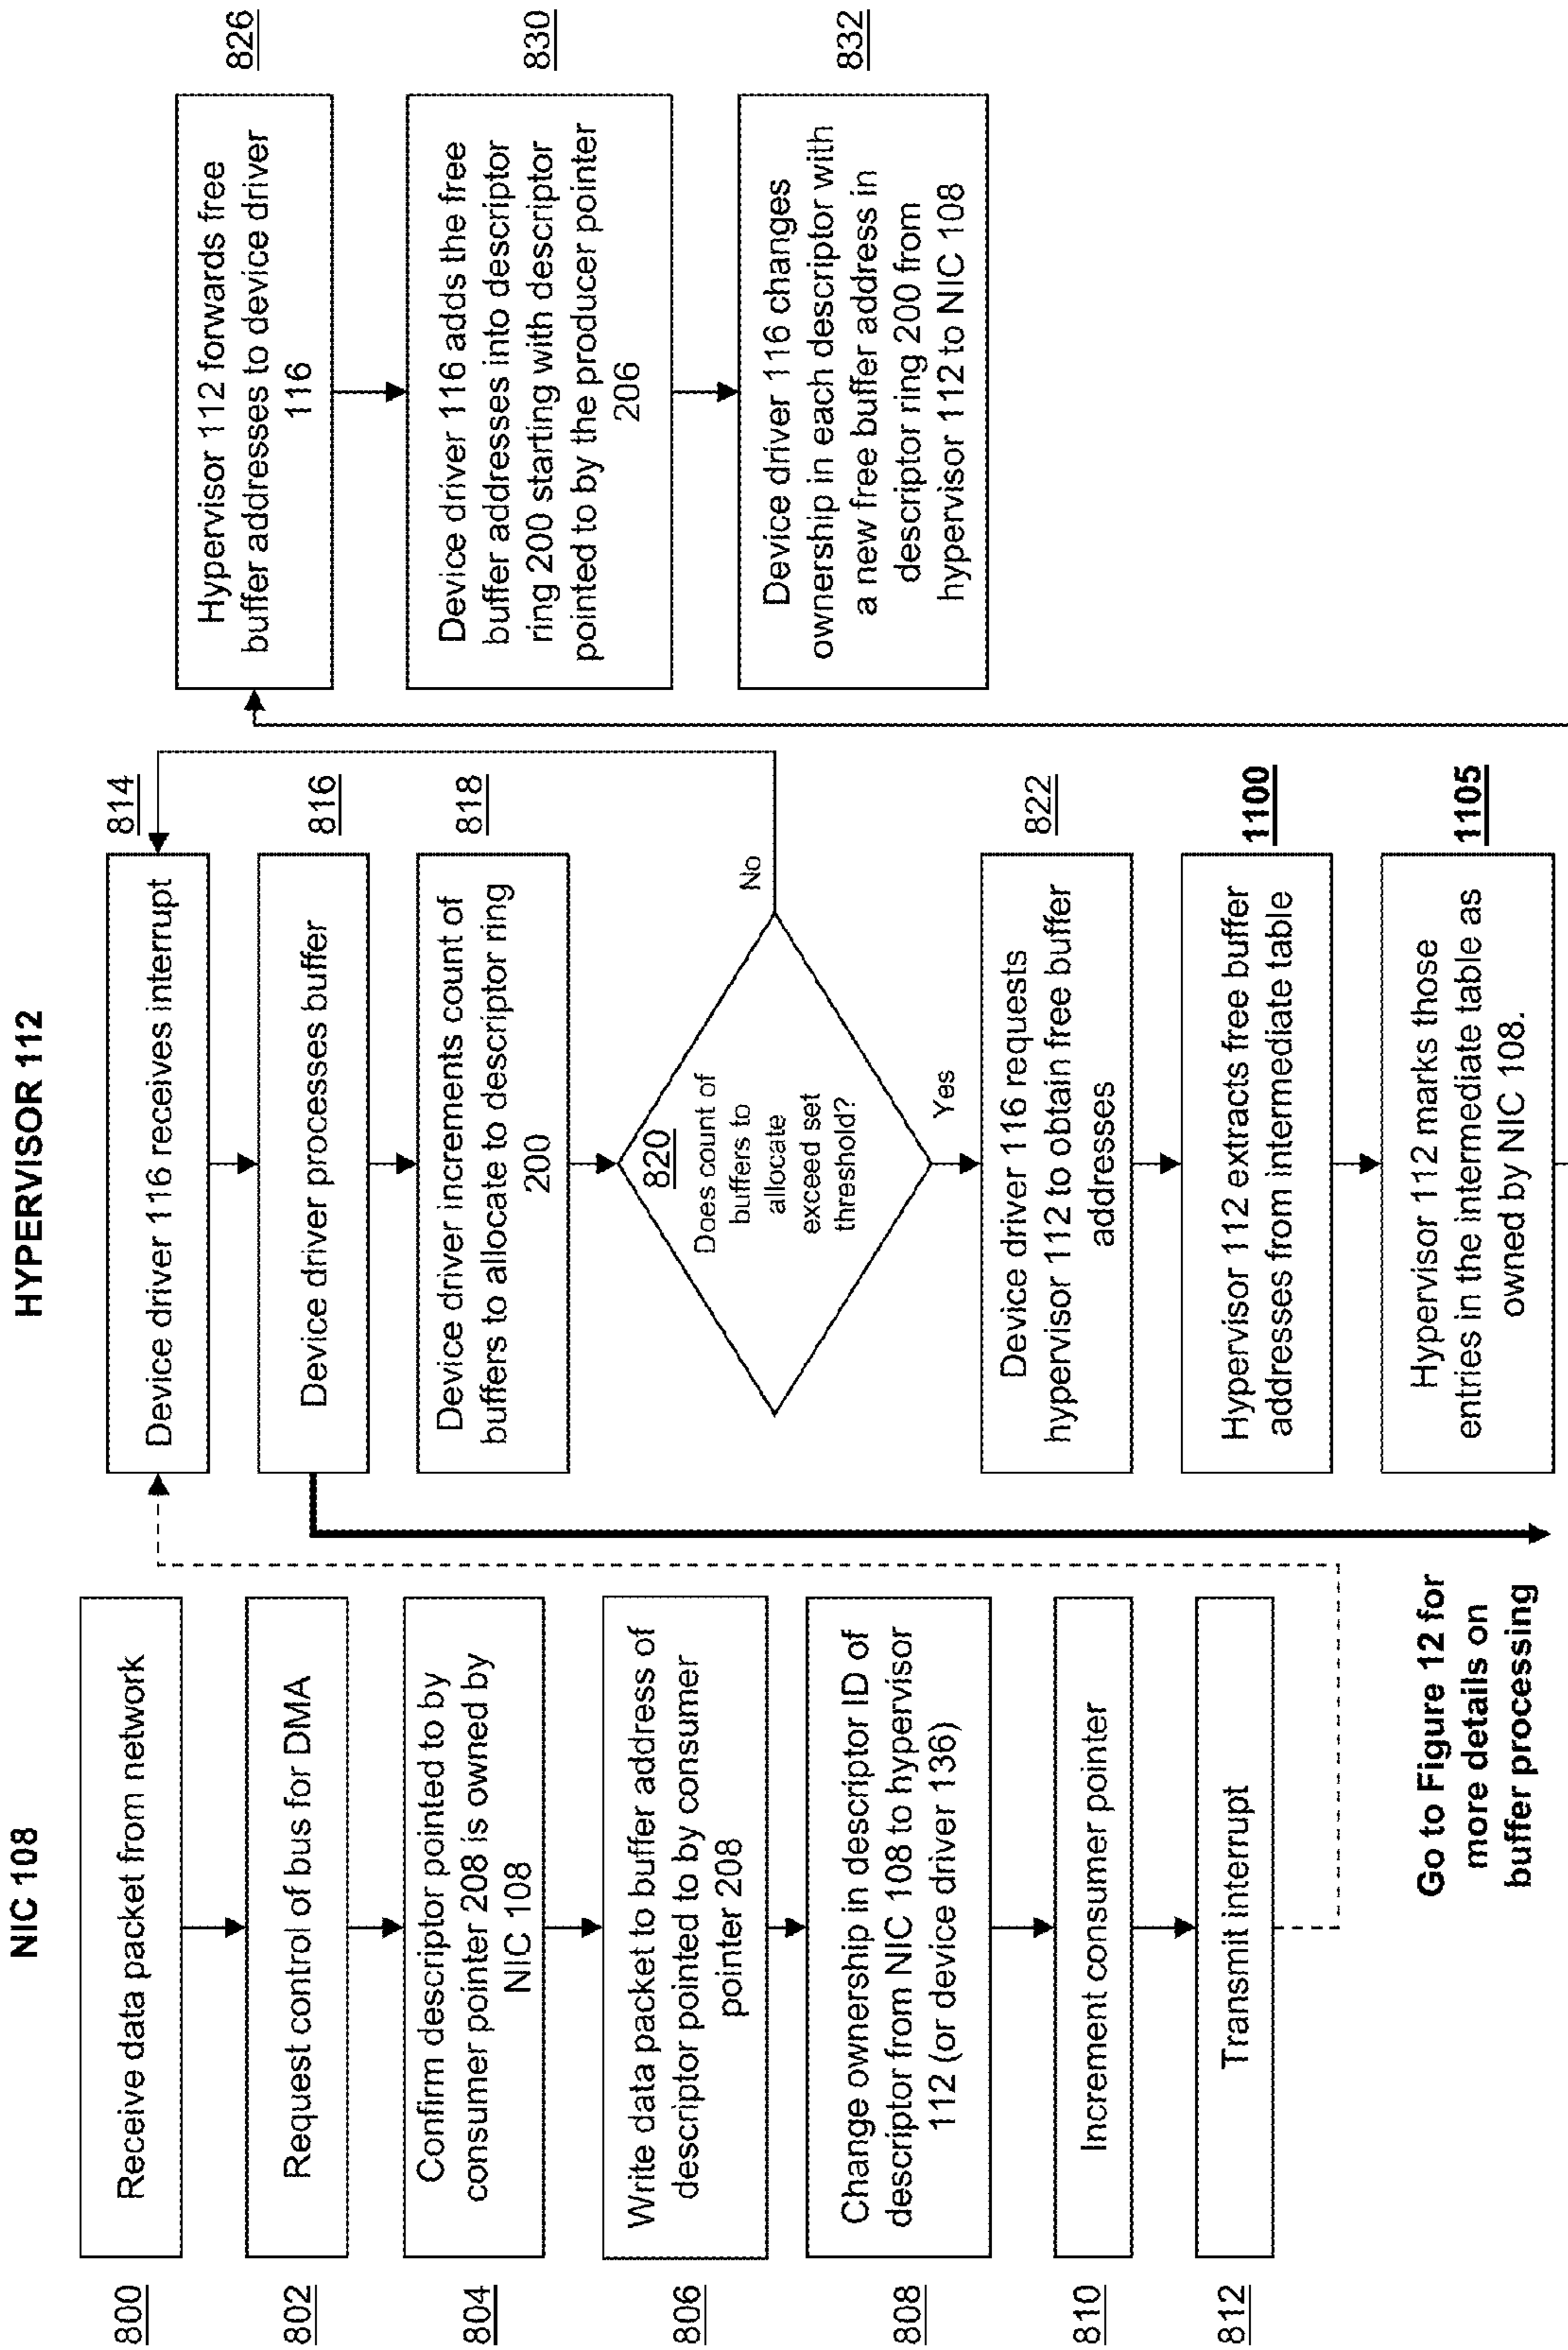 NIC 108
800
Receive data packet from network
802
Request control of bus for DMA
804
Confirm descriptor pointed to by
consumer pointer 208 is owned by
NIC 108
806
Write data packet to buffer address of
descriptor pointed to by consumer
pointer 208
808
Change ownership in descriptor ID of
descriptor from NIC 108 to hypervisor
112 (or device driver 136)
810
Increment consumer pointer
812
Transmit interrupt
Go to Figure 12 for
more details on
buffer processing
HYPERVISOR 112
814
Device driver 116 receives interrupt
816
Device driver processes buffer
818
Device driver increments count of
buffers to allocate to descriptor ring
200
820
Does count of
buffers to
allocate
exceed set
threshold?
No
Yes
822
Device driver 116 requests
hypervisor 112 to obtain free buffer
addresses
1100
Hypervisor 112 extracts free buffer
addresses from intermediate table
1105
Hypervisor 112 marks those
entries in the intermediate table as
owned by NIC 108.
826
Hypervisor 112 forwards free
buffer addresses to device driver
116
830
Device driver 116 adds the free
buffer addresses into descriptor
ring 200 starting with descriptor
pointed to by the producer pointer
206
832
Device driver 116 changes
ownership in each descriptor with
a new free buffer address in
descriptor ring 200 from
hypervisor 112 to NIC 108